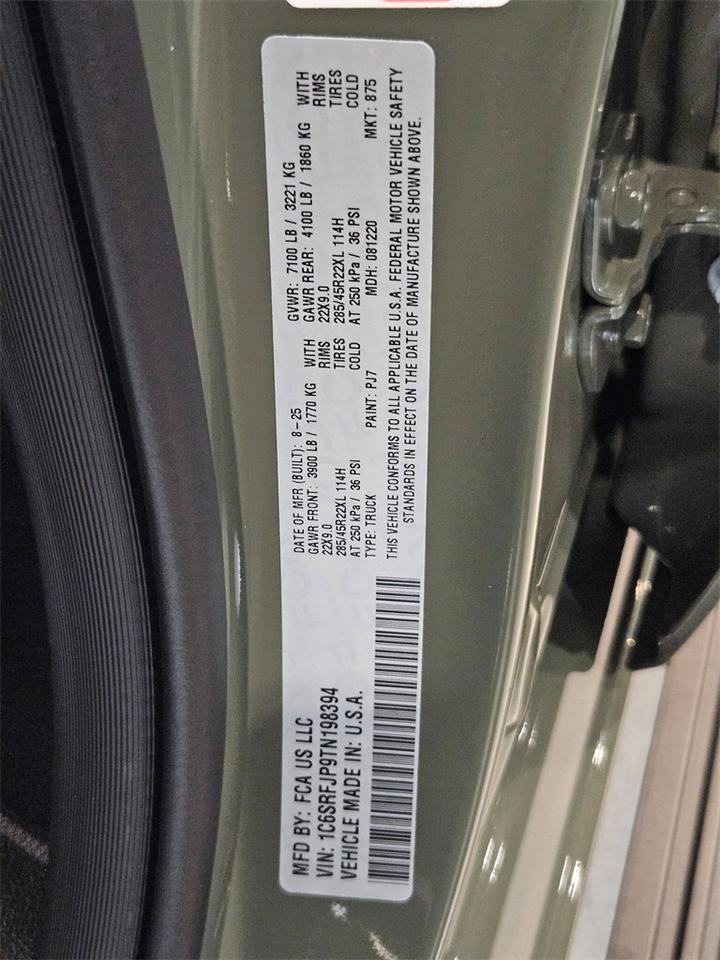 MFD BY: FCA US LLC
VIN: 1C6SRFJP9TN198394
VEHICLE MADE IN: U.S.A.
DATE OF MFR (BUILT): 8-25 GVWR: 7100 LB / 3221 KG
GAWR FRONT: 3900 LB / 1770 KG WITH GAWR REAR: 4100 LB / 1860 KG WITH
22X9.0 RIMS 22X9.0 RIMS
285/45R22XL 114H TIRES 285/45R22XL 114H TIRES
AT 250 kPa / 36 PSI COLD AT 250 kPa / 36 PSI COLD
TYPE: TRUCK PAINT: PJ7 MDH: 081220 MKT: 875
THIS VEHICLE CONFORMS TO ALL APPLICABLE U.S.A. FEDERAL MOTOR VEHICLE SAFETY
STANDARDS IN EFFECT ON THE DATE OF MANUFACTURE SHOWN ABOVE.